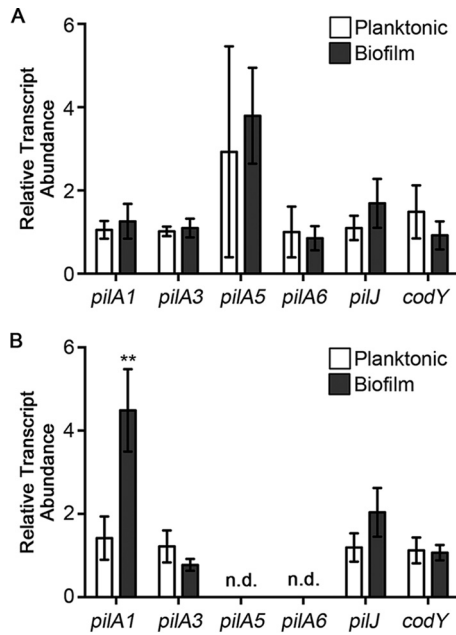 A
6
Planktonic
Biofilm
4
2
0
Relative Transcript
Abundance
pilA1 pilA3 pilA5 pilA6 pilJ codY
B
6
**
Planktonic
Biofilm
4
2
0
Relative Transcript
Abundance
n.d. n.d.
pilA1 pilA3 pilA5 pilA6 pilJ codY